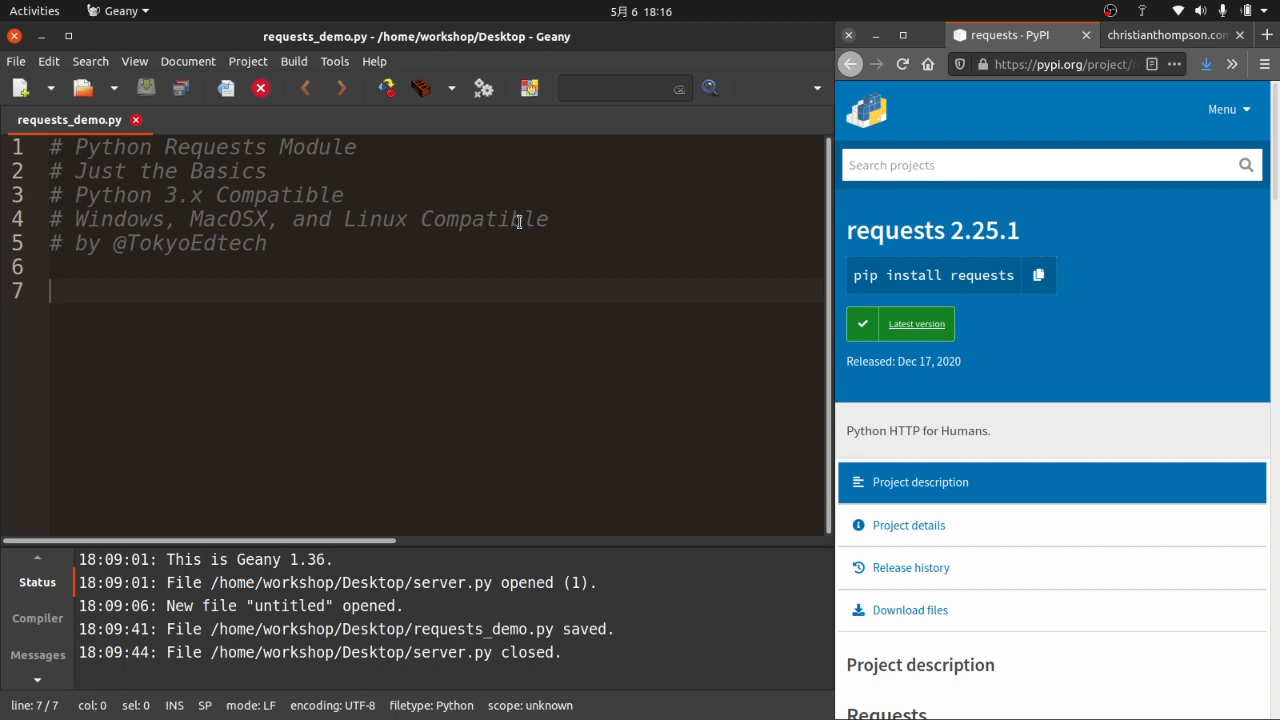 Activities
Geany
5月 6 18:16
requests_demo.py - /home/workshop/Desktop - Geany
File Edit Search View Document Project Build Tools Help
requests_demo.py
1 # Python Requests Module
2 # Just the Basics
3 # Python 3.x Compatible
4 # Windows, MacOSX, and Linux Compatible
5 # by @TokyoEdtech
6
7
Status
Compiler
Messages
18:09:01: This is Geany 1.36.
18:09:01: File /home/workshop/Desktop/server.py opened (1).
18:09:06: New file "untitled" opened.
18:09:41: File /home/workshop/Desktop/requests_demo.py saved.
18:09:44: File /home/workshop/Desktop/server.py closed.
line: 7 / 7 col: 0 sel: 0 INS SP mode: LF encoding: UTF-8 filetype: Python scope: unknown
requests · PyPI
christianthompson.com
https://pypi.org/project/
Menu
Search projects
requests 2.25.1
pip install requests
Latest version
Released: Dec 17, 2020
Python HTTP for Humans.
Project description
Project details
Release history
Download files
Project description
Requests